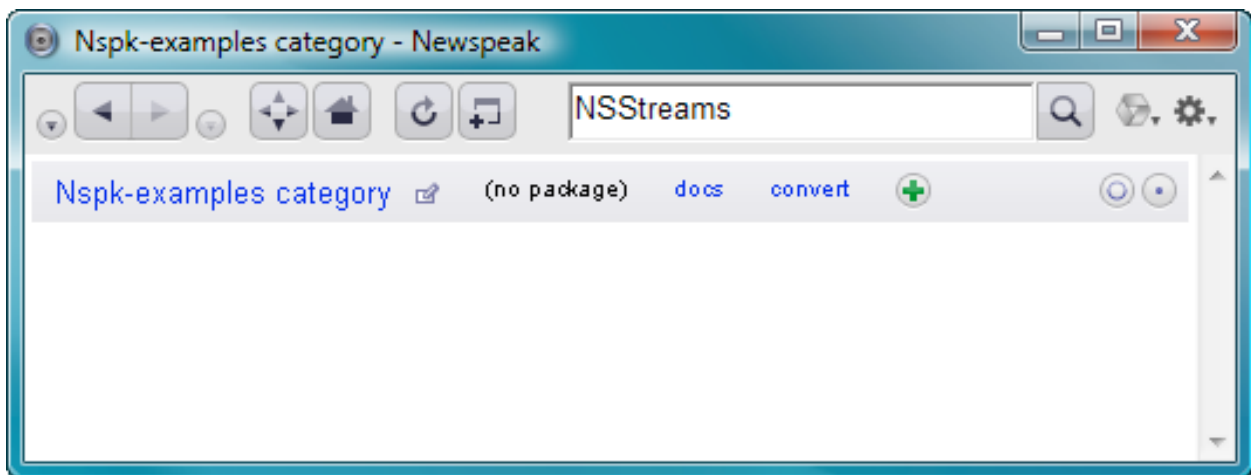 Nspk-examples category - Newspeak
NSStreams
Nspk-examples category (no package) docs convert